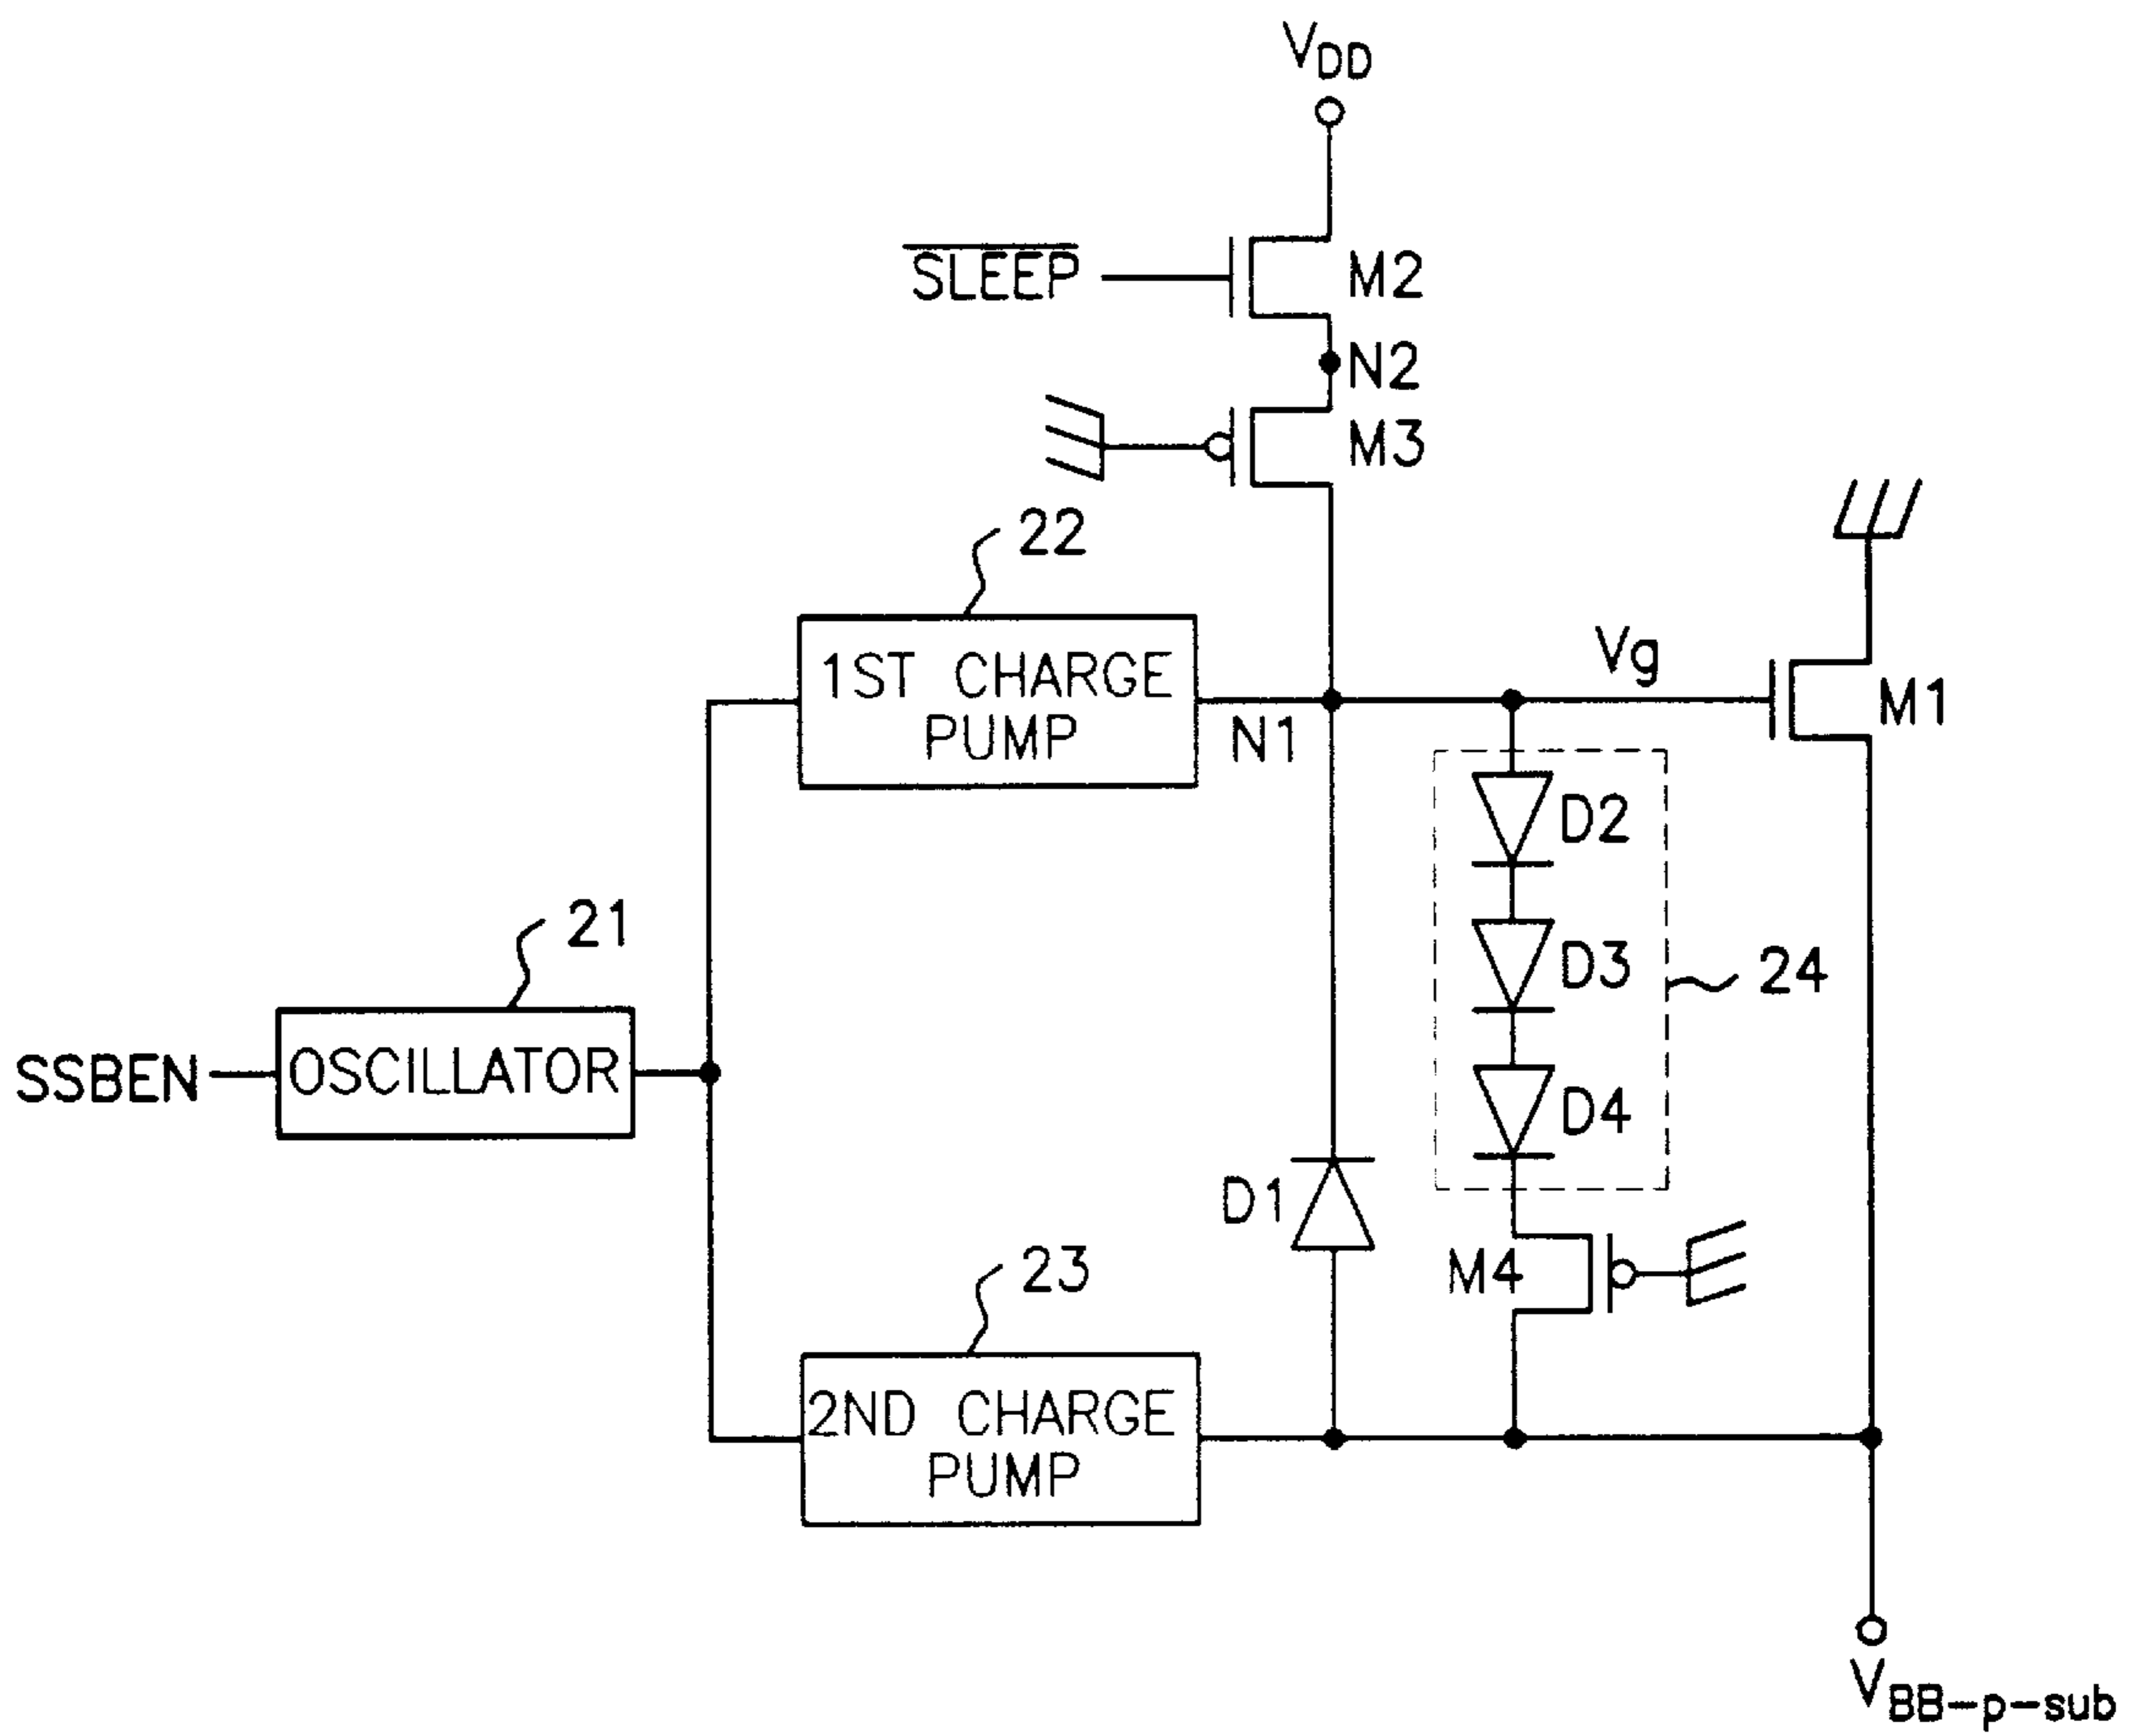 VDD
SLEEP
M2
N2
M3
22
1ST CHARGE
PUMP
N1
Vg
M1
D2
D3
24
D4
21
SSBEN
OSCILLATOR
D1
M4
23
2ND CHARGE
PUMP
VBB-p-sub